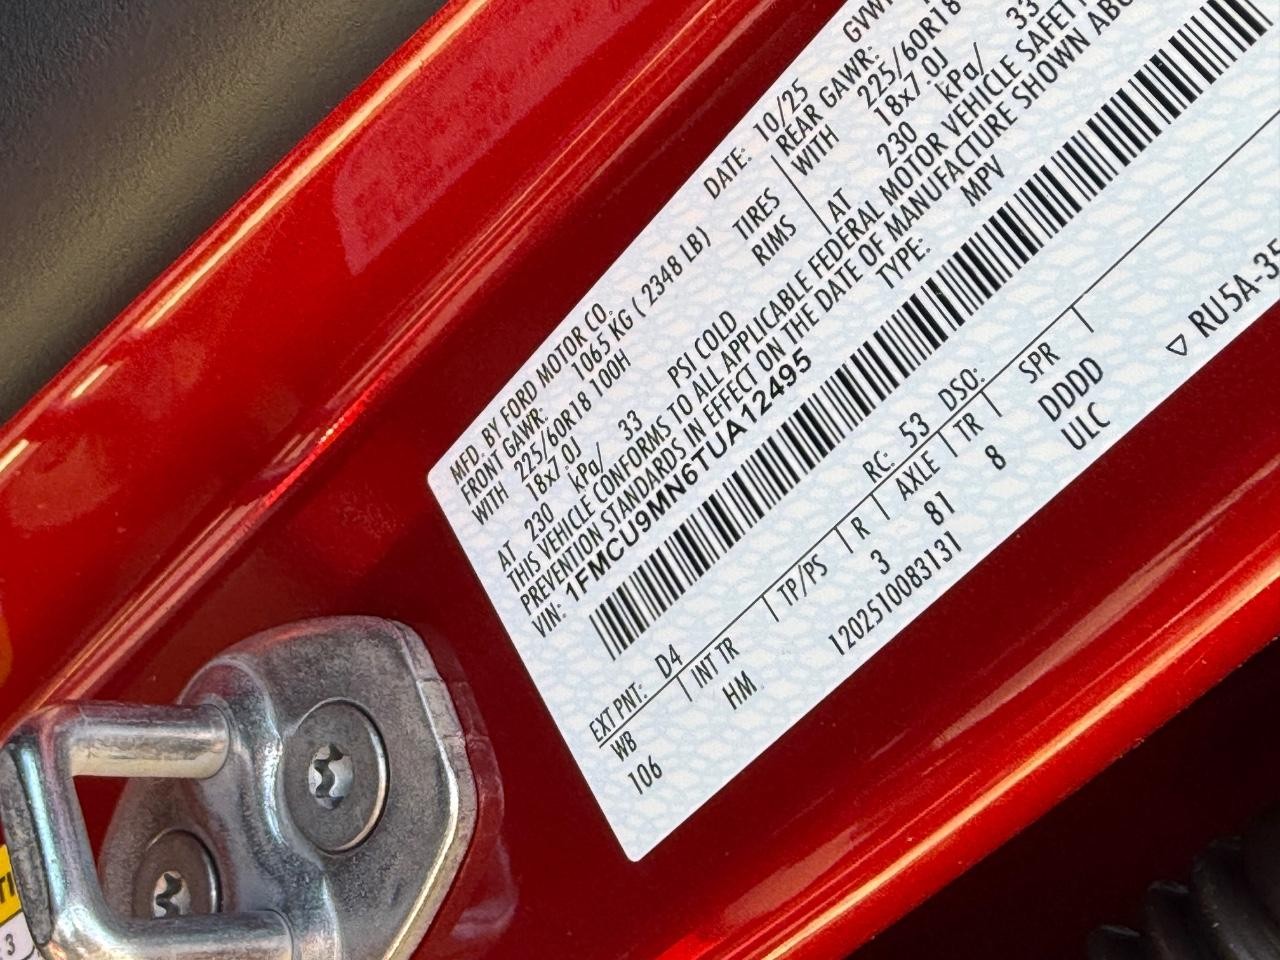 MFD. BY FORD MOTOR CO.
DATE: 10/25
FRONT GAWR: 1065 KG ( 2348 LB)
REAR GAWR:
WITH 225/60R18 100H TIRES
WITH 225/60R18
18x7.0J RIMS
18x7.0J
AT 230 kPa/ 33 PSI COLD
AT 230 kPa/ 33
THIS VEHICLE CONFORMS TO ALL APPLICABLE FEDERAL MOTOR VEHICLE SAFETY
PREVENTION STANDARDS IN EFFECT ON THE DATE OF MANUFACTURE SHOWN
VIN: 1FMCU9MN6TUA12495
TYPE: MPV
EXT PNT: D4 RC: 53 DSO:
WB INT TR TP/PS R AXLE TR SPR
106 HM 3 81 8 DDDD
1202510083131 ULC
▽ RU5A-35
3